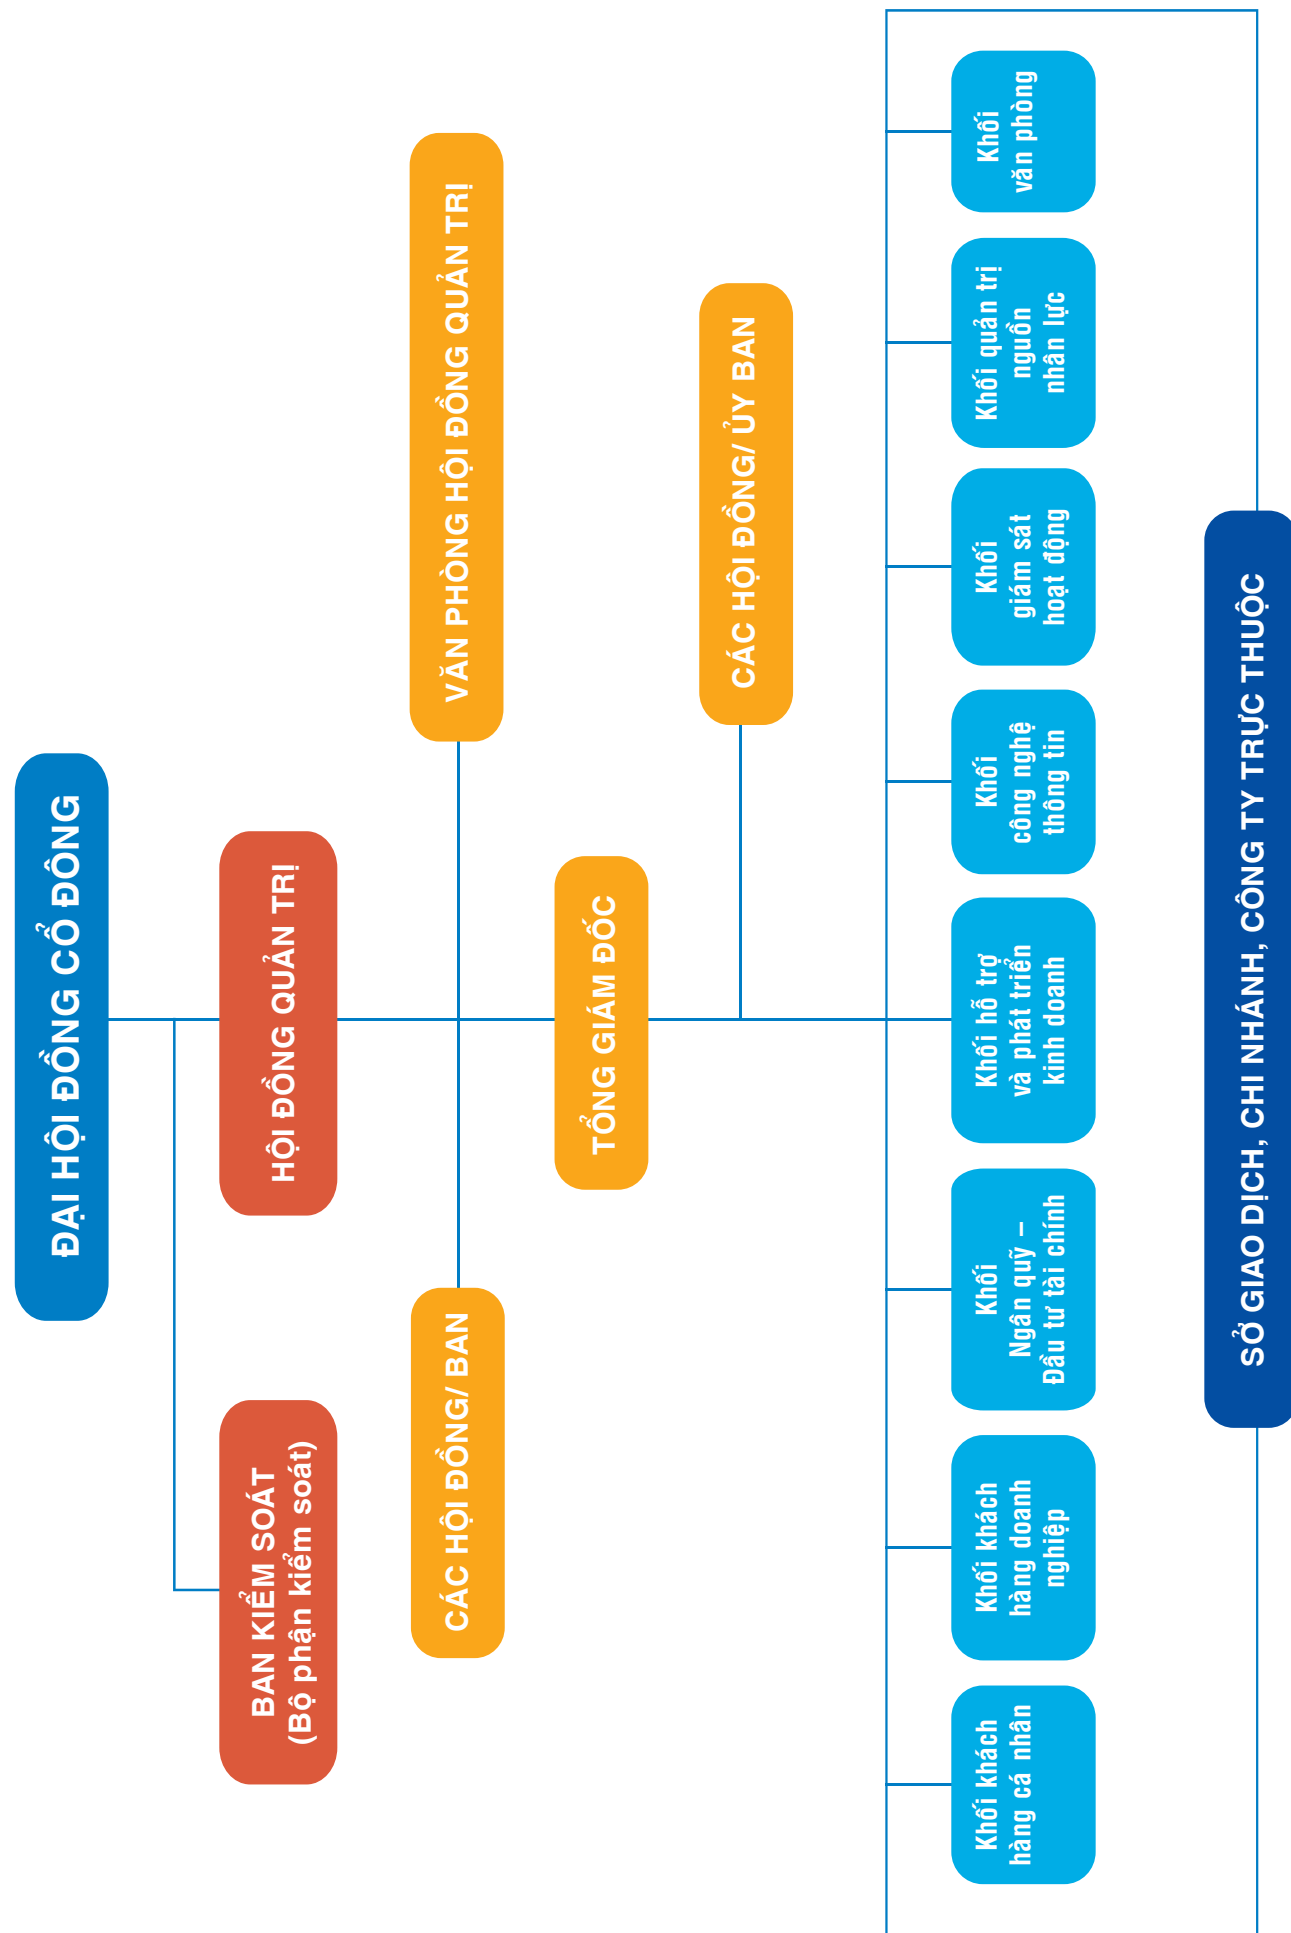 ĐẠI HỘI ĐỒNG CỔ ĐÔNG
BAN KIỂM SOÁT
(Bộ phận kiểm soát)
HỘI ĐỒNG QUẢN TRỊ
CÁC HỘI ĐỒNG/ BAN
VĂN PHÒNG HỘI ĐỒNG QUẢN TRỊ
TỔNG GIÁM ĐỐC
CÁC HỘI ĐỒNG/ ỦY BAN
Khối khách
hàng cá nhân
Khối khách
hàng doanh
nghiệp
Khối
Ngân quỹ –
Đầu tư tài chính
Khối hỗ trợ
và phát triển
kinh doanh
Khối
công nghệ
thông tin
Khối
giám sát
hoạt động
Khối quản trị
nguồn
nhân lực
Khối
văn phòng
SỞ GIAO DỊCH, CHI NHÁNH, CÔNG TY TRỰC THUỘC